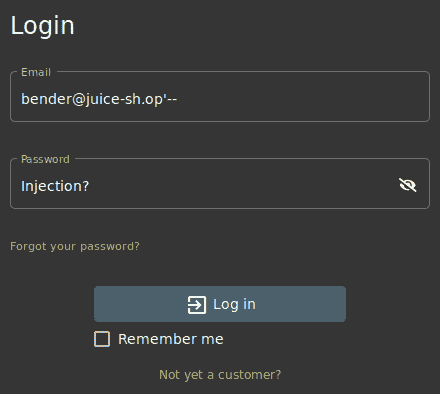 Login
Email
bender@juice-sh.op'--
Password
Injection?
Forgot your password?
Log in
Remember me
Not yet a customer?